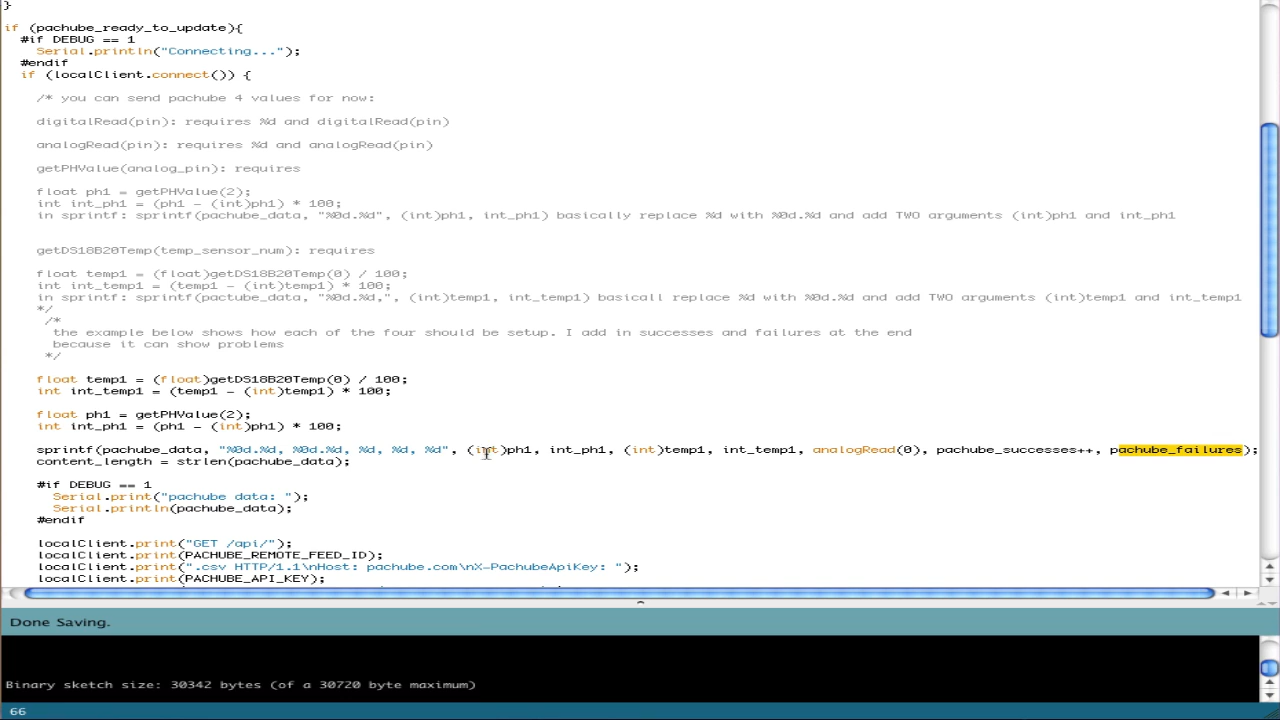 }
if (pachube_ready_to_update){
#if DEBUG == 1
Serial.println("Connecting...");
#endif
if (localClient.connect()) {
/* you can send pachube 4 values for now:
digitalRead(pin): requires %d and digitalRead(pin)
analogRead(pin): requires %d and analogRead(pin)
getPHValue(analog_pin): requires
float ph1 = getPHValue(2);
int int_ph1 = (ph1 - (int)ph1) * 100;
in sprintf: sprintf(pachube_data, "%0d.%d", (int)ph1, int_ph1) basically replace %d with %0d.%d and add TWO arguments (int)ph1 and int_ph1
getDS18B20Temp(temp_sensor_num): requires
float temp1 = (float)getDS18B20Temp(0) / 100;
int int_temp1 = (temp1 - (int)temp1) * 100;
in sprintf: sprintf(pactube_data, "%0d.%d,", (int)temp1, int_temp1) basicall replace %d with %0d.%d and add TWO arguments (int)temp1 and int_temp1
*/
/*
the example below shows how each of the four should be setup. I add in successes and failures at the end
because it can show problems
*/
float temp1 = (float)getDS18B20Temp(0) / 100;
int int_temp1 = (temp1 - (int)temp1) * 100;
float ph1 = getPHValue(2);
int int_ph1 = (ph1 - (int)ph1) * 100;
sprintf(pachube_data, "%0d.%d, %0d.%d, %d, %d, %d", (int)ph1, int_ph1, (int)temp1, int_temp1, analogRead(0), pachube_successes++, pachube_failures);
content_length = strlen(pachube_data);
#if DEBUG == 1
Serial.print("pachube data: ");
Serial.println(pachube_data);
#endif
localClient.print("GET /api/");
localClient.print(PACHUBE_REMOTE_FEED_ID);
localClient.print(".csv HTTP/1.1\nHost: pachube.com\nX-PachubeApiKey: ");
localClient.print(PACHUBE_API_KEY);
Done Saving.
Binary sketch size: 30342 bytes (of a 30720 byte maximum)
66